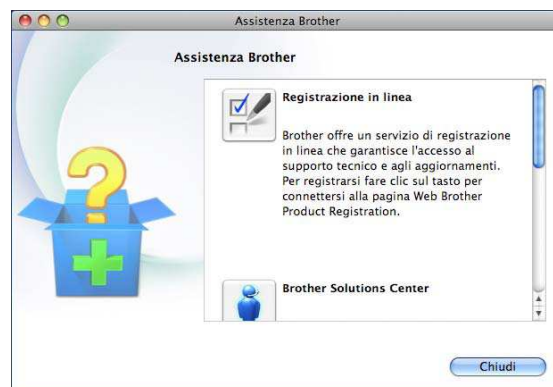 Assistenza Brother
Assistenza Brother
Registrazione in linea
Brother offre un servizio di registrazione
in linea che garantisce l'accesso al
supporto tecnico e agli aggiornamenti.
Per registrarsi fare clic sul tasto per
connettersi alla pagina Web Brother
Product Registration.
Brother Solutions Center
Chiudi